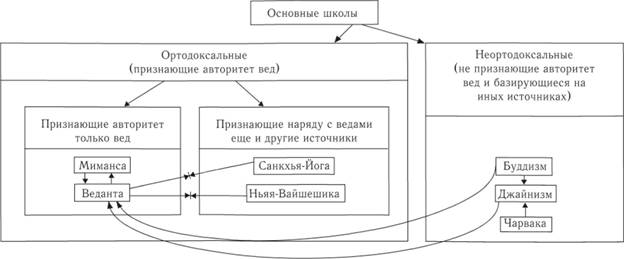 Основные школы
Ортодоксальные
(признающие авторитет вед)
Неортодоксальные
(не признающие авторитет
вед и базирующиеся на
иных источниках)
Признающие авторитет
только вед
Признающие наряду с ведами
еще и другие источники
Миманса
Веданта
Санкхья-Йога
Ньяя-Вайшешика
Буддизм
Джайнизм
Чарвака